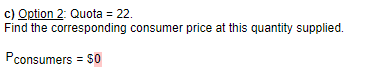 c) Option 2: Quota = 22.
Find the corresponding consumer price at this quantity supplied.
Pconsumers = $0